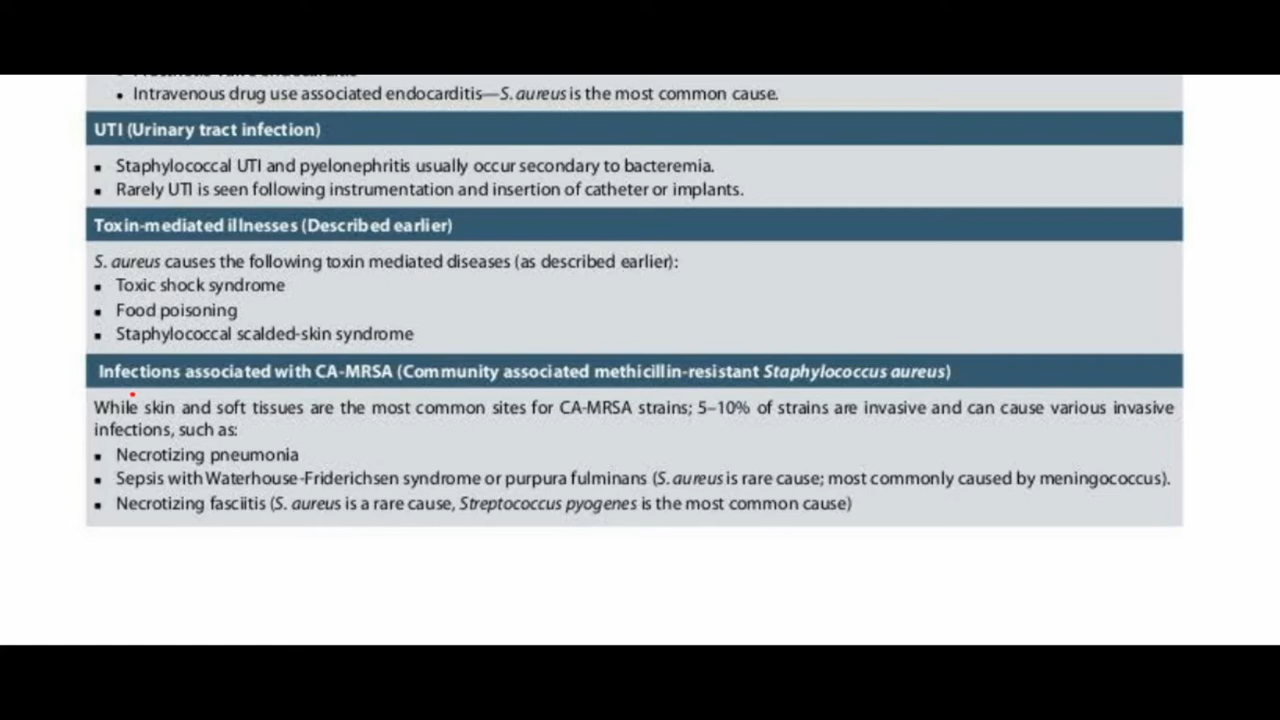 • Intravenous drug use associated endocarditis—S. aureus is the most common cause.
UTI (Urinary tract infection)
▪ Staphylococcal UTI and pyelonephritis usually occur secondary to bacteremia.
▪ Rarely UTI is seen following instrumentation and insertion of catheter or implants.
Toxin-mediated illnesses (Described earlier)
S. aureus causes the following toxin mediated diseases (as described earlier):
▪ Toxic shock syndrome
▪ Food poisoning
▪ Staphylococcal scalded-skin syndrome
Infections associated with CA-MRSA (Community associated methicillin-resistant Staphylococcus aureus)
While skin and soft tissues are the most common sites for CA-MRSA strains; 5–10% of strains are invasive and can cause various invasive
infections, such as:
▪ Necrotizing pneumonia
▪ Sepsis with Waterhouse-Friderichsen syndrome or purpura fulminans (S. aureus is rare cause; most commonly caused by meningococcus).
▪ Necrotizing fasciitis (S. aureus is a rare cause, Streptococcus pyogenes is the most common cause)